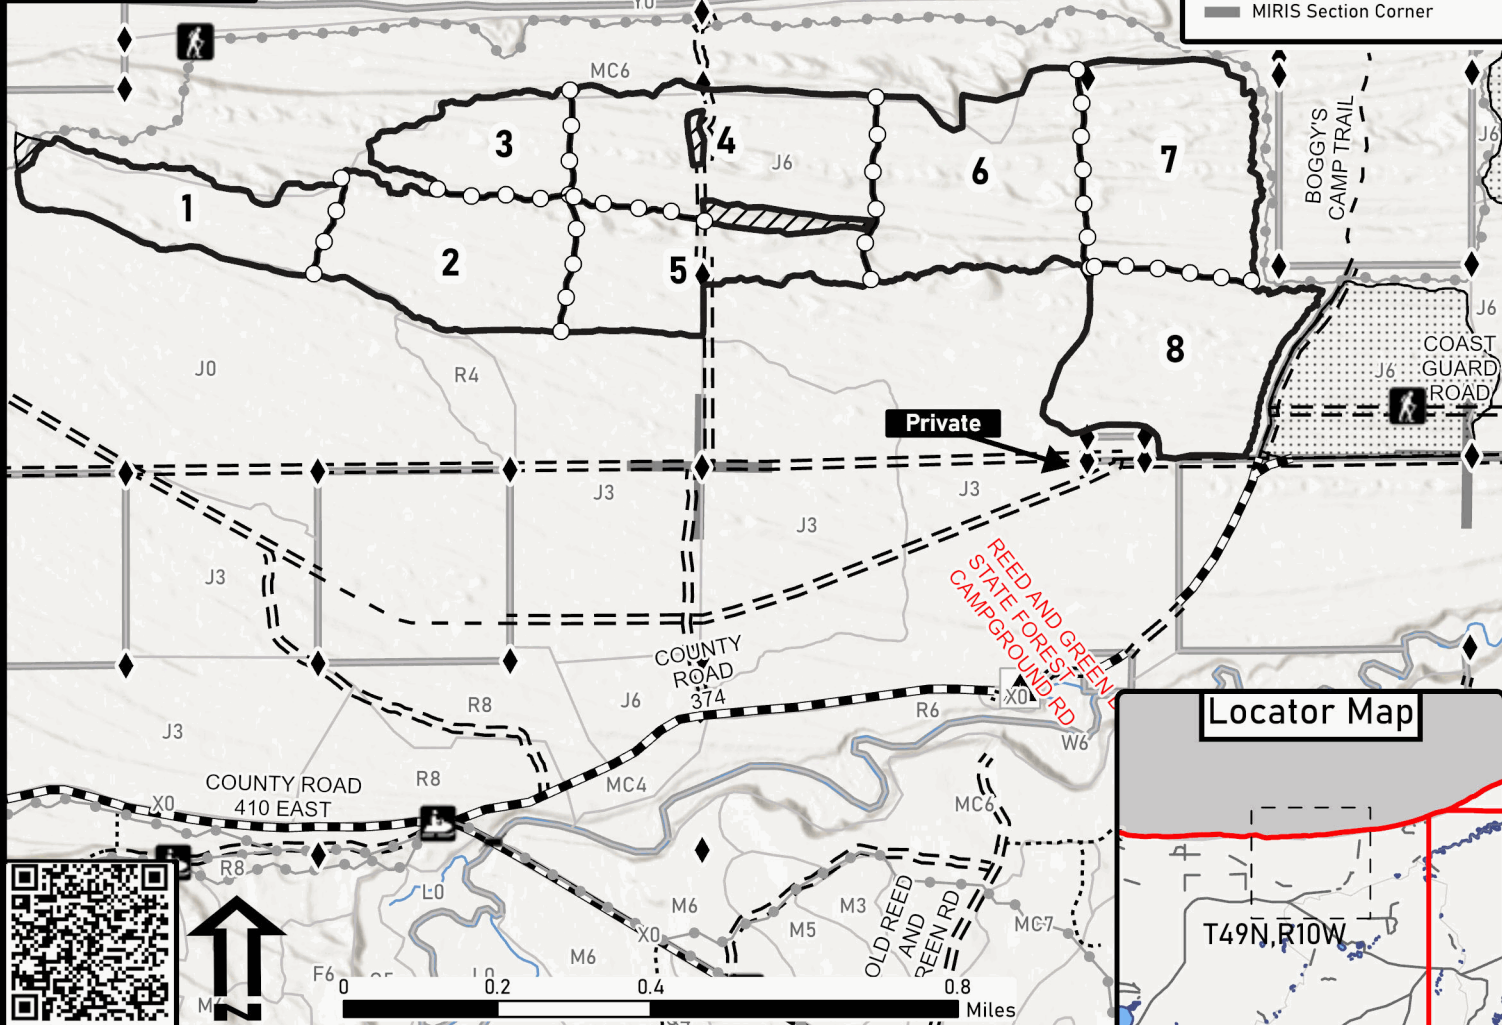 Y0
MIRIS Section Corner
MC6
3
4
J6
6
7
BOGGY'S
CAMP TRAIL
J6
1
2
5
J6
8
COAST
GUARD
ROAD
J6
J0
R4
Private
J3
J3
J3
J3
REED AND GREEN
STATE FOREST
CAMPGROUND RD
COUNTY
ROAD
374
J6
R8
X0
R6
W6
J3
Locator Map
COUNTY ROAD
410 EAST
R8
MC4
MC6
X0
R8
L0
M6
M3
M5
MC7
OLD REED
AND
REEN RD
X0
M6
T49N,R10W
F6
L0
N
0
0.2
0.4
0.8
Miles